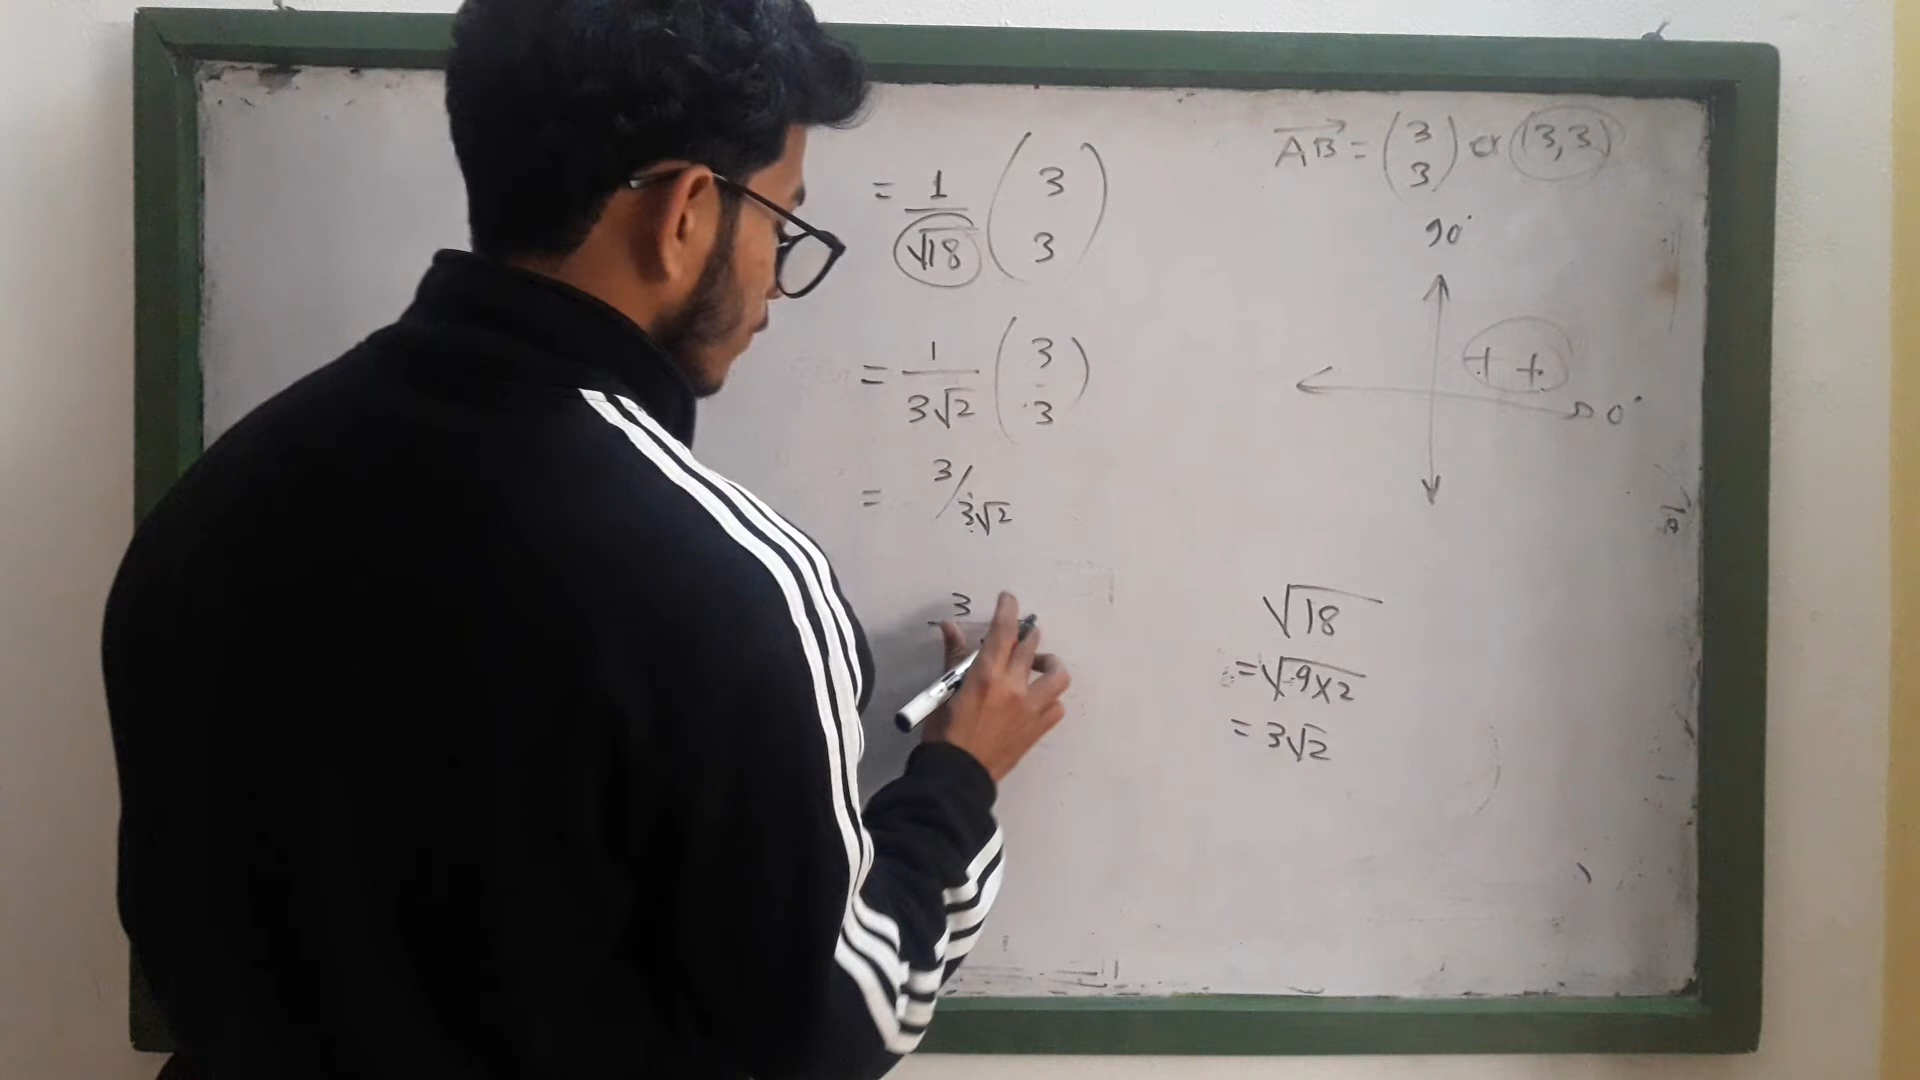 = 1/√18 (3 3)
= 1/3√2 (3 3)
= 3/3√2
3
AB = (3 3) or (3,3)
90°
+ +
0°
√18
= √9×2
= 3√2